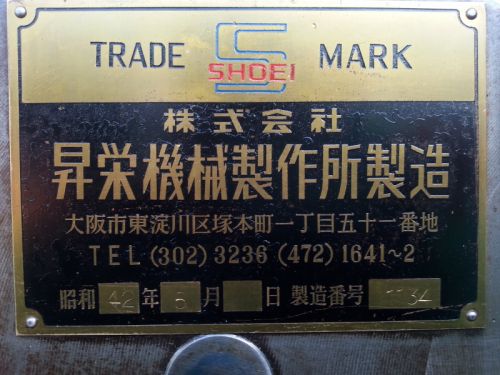 TRADE MARK
SHOEI
株式会社
昇栄機械製作所製造
大阪市東淀川区塚本町一丁目五十一番地
TEL (302) 3236 (472) 1641~2
昭和 42 年 6 月 日 製造番号